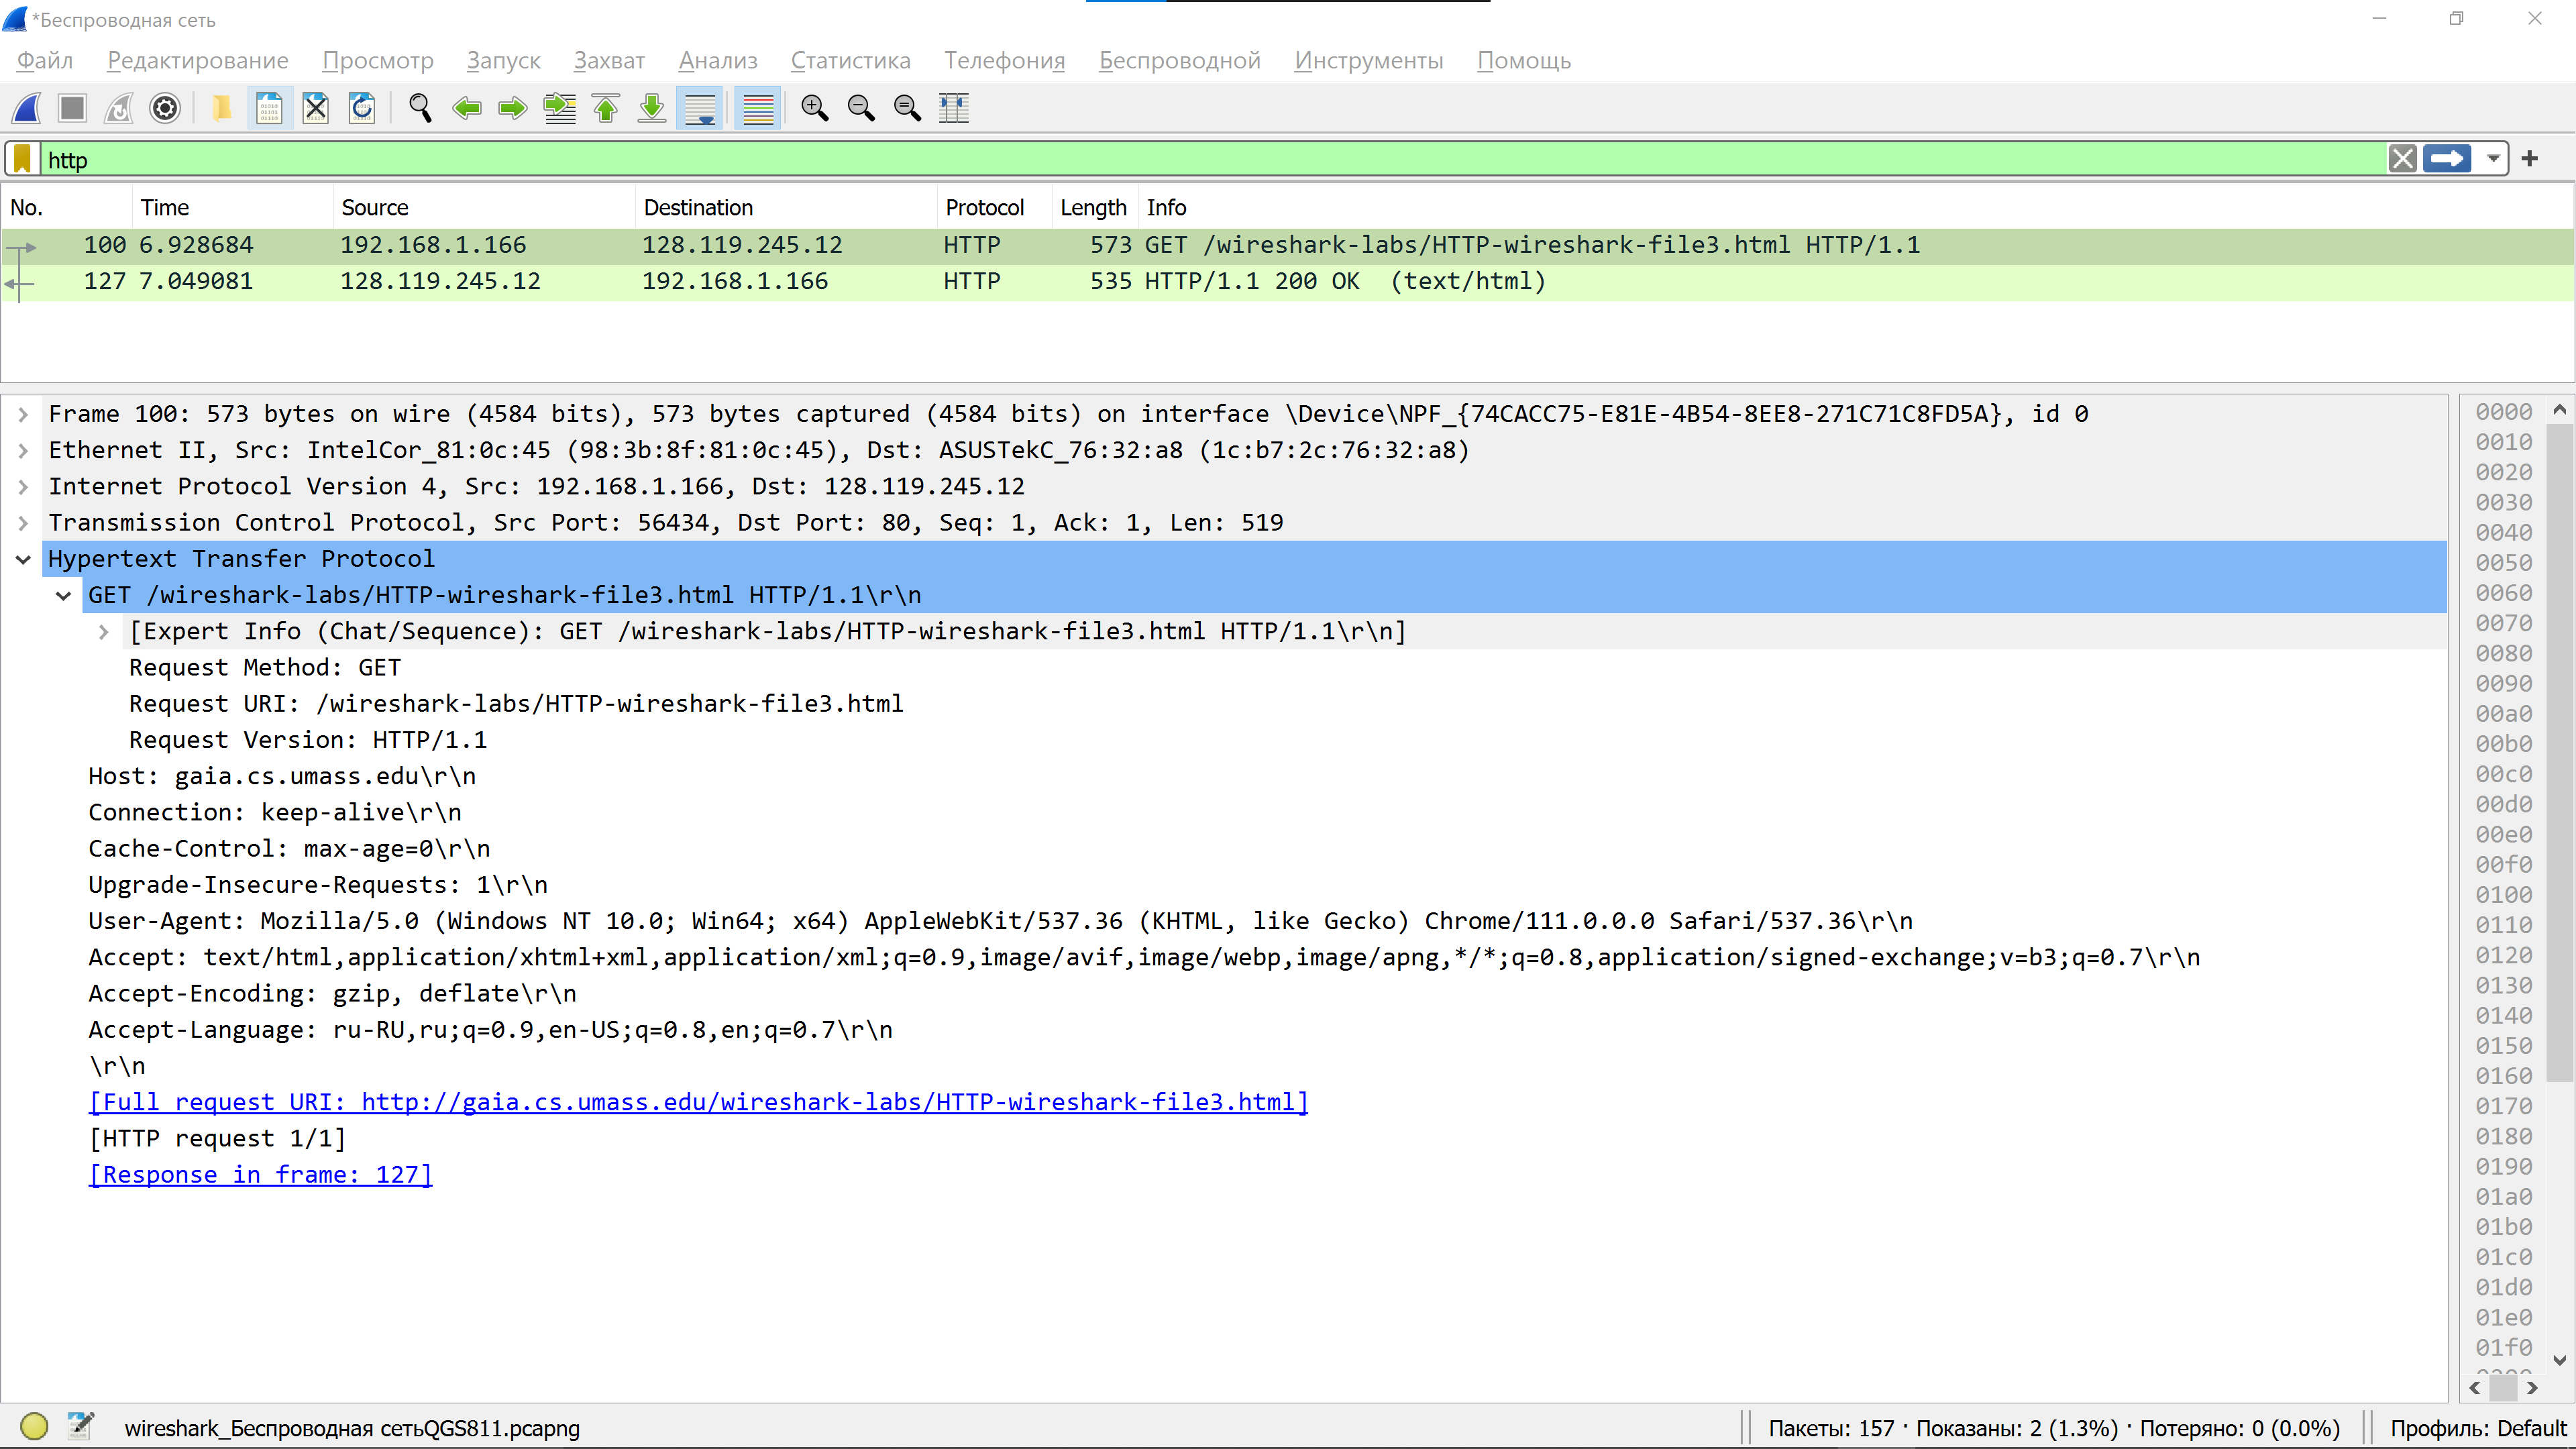 *Беспроводная сеть
Файл Редактирование Просмотр Запуск Захват Анализ Статистика Телефония Беспроводной Инструменты Помощь
http
No. Time Source Destination Protocol Length Info
100 6.928684 192.168.1.166 128.119.245.12 HTTP 573 GET /wireshark-labs/HTTP-wireshark-file3.html HTTP/1.1
127 7.049081 128.119.245.12 192.168.1.166 HTTP 535 HTTP/1.1 200 OK (text/html)
Frame 100: 573 bytes on wire (4584 bits), 573 bytes captured (4584 bits) on interface \Device\NPF_{74CACC75-E81E-4B54-8EE8-271C71C8FD5A}, id 0
Ethernet II, Src: IntelCor_81:0c:45 (98:3b:8f:81:0c:45), Dst: ASUSTekC_76:32:a8 (1c:b7:2c:76:32:a8)
Internet Protocol Version 4, Src: 192.168.1.166, Dst: 128.119.245.12
Transmission Control Protocol, Src Port: 56434, Dst Port: 80, Seq: 1, Ack: 1, Len: 519
Hypertext Transfer Protocol
GET /wireshark-labs/HTTP-wireshark-file3.html HTTP/1.1\r\n
[Expert Info (Chat/Sequence): GET /wireshark-labs/HTTP-wireshark-file3.html HTTP/1.1\r\n]
Request Method: GET
Request URI: /wireshark-labs/HTTP-wireshark-file3.html
Request Version: HTTP/1.1
Host: gaia.cs.umass.edu\r\n
Connection: keep-alive\r\n
Cache-Control: max-age=0\r\n
Upgrade-Insecure-Requests: 1\r\n
User-Agent: Mozilla/5.0 (Windows NT 10.0; Win64; x64) AppleWebKit/537.36 (KHTML, like Gecko) Chrome/111.0.0.0 Safari/537.36\r\n
Accept: text/html,application/xhtml+xml,application/xml;q=0.9,image/avif,image/webp,image/apng,*/*;q=0.8,application/signed-exchange;v=b3;q=0.7\r\n
Accept-Encoding: gzip, deflate\r\n
Accept-Language: ru-RU,ru;q=0.9,en-US;q=0.8,en;q=0.7\r\n
\r\n
[Full request URI: http://gaia.cs.umass.edu/wireshark-labs/HTTP-wireshark-file3.html]
[HTTP request 1/1]
[Response in frame: 127]
0000
0010
0020
0030
0040
0050
0060
0070
0080
0090
00a0
00b0
00c0
00d0
00e0
00f0
0100
0110
0120
0130
0140
0150
0160
0170
0180
0190
01a0
01b0
01c0
01d0
01e0
01f0
wireshark_Беспроводная сетьQGS811.pcapng
Пакеты: 157 · Показаны: 2 (1.3%) · Потеряно: 0 (0.0%)
Профиль: Default